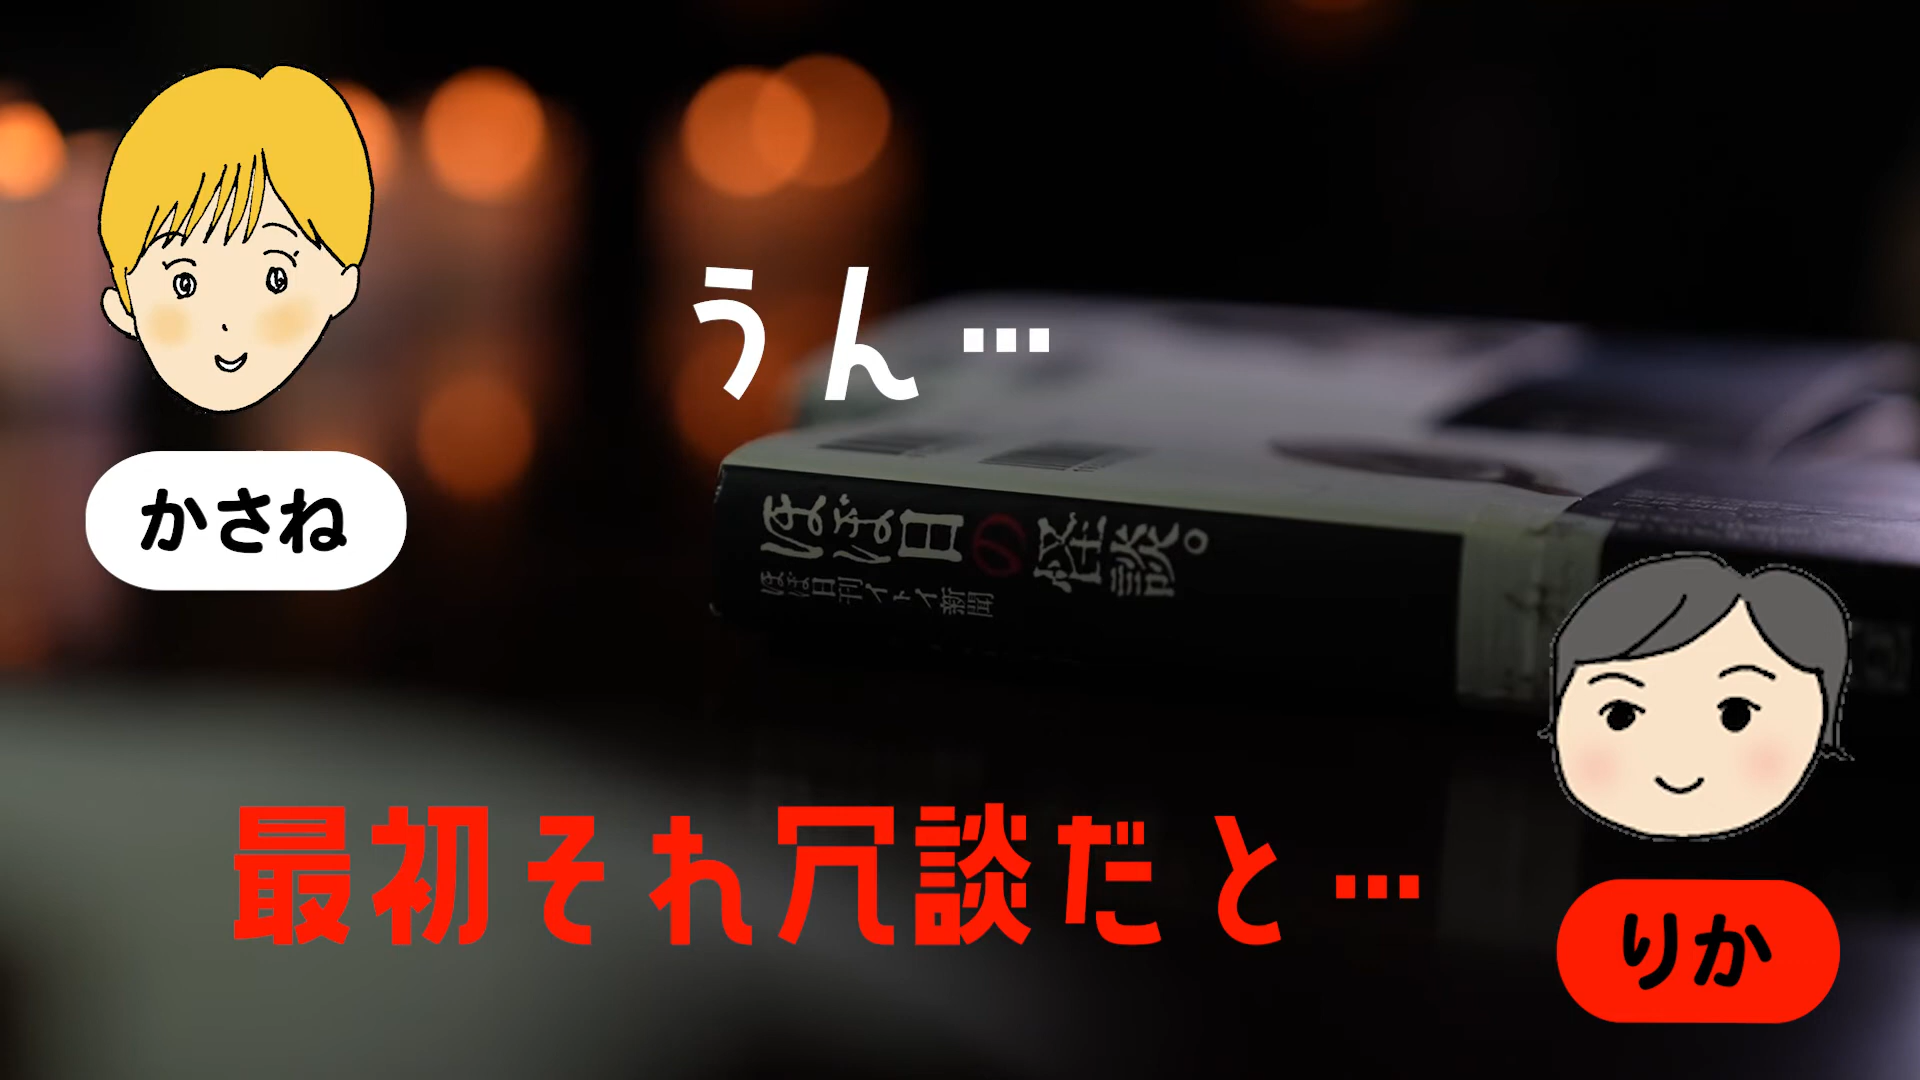 うん…
かさね
ほぼ日の怪談。
ほぼ日刊イトイ新聞
最初それ冗談だと…
りか